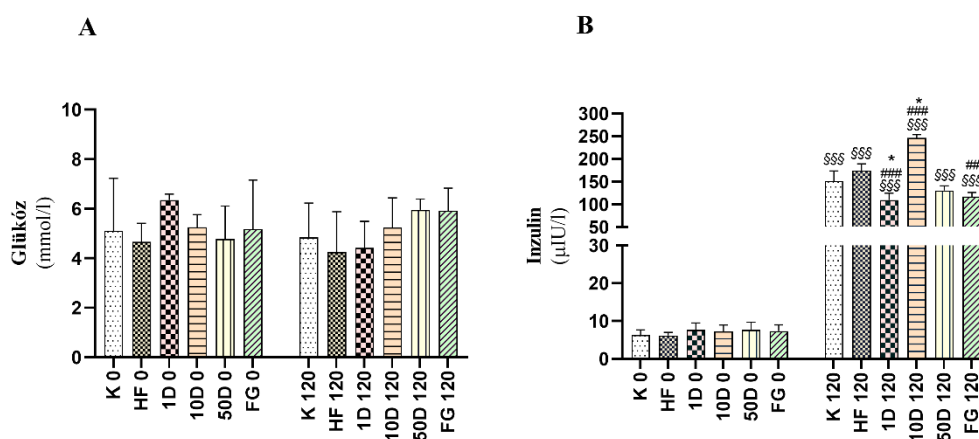 A
Glükóz
(mmol/l)
10
8
6
4
2
0
K 0
HF 0
1D 0
10D 0
50D 0
FG 0
K 120
HF 120
1D 120
10D 120
50D 120
FG 120
B
Inzulin
(µIU/l)
300
250
200
150
100
50
30
20
10
0
§§§
§§§
*
###
§§§
*
###
§§§
§§§
##
§§§
K 0
HF 0
1D 0
10D 0
50D 0
FG 0
K 120
HF 120
1D 120
10D 120
50D 120
FG 120